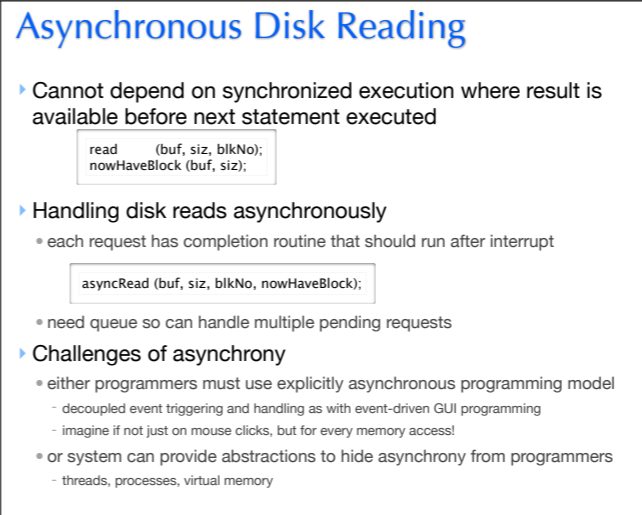 Asynchronous Disk Reading
Cannot depend on synchronized execution where result is
available before next statement executed
read (buf, siz, blkNo);
nowHaveBlock (buf, siz);
Handling disk reads asynchronously
• each request has completion routine that should run after interrupt
asyncRead (buf, siz, blkNo, nowHaveBlock);
• need queue so can handle multiple pending requests
Challenges of asynchrony
• either programmers must use explicitly asynchronous programming model
- decoupled event triggering and handling as with event-driven GUI programming
- imagine if not just on mouse clicks, but for every memory access!
• or system can provide abstractions to hide asynchrony from programmers
- threads, processes, virtual memory